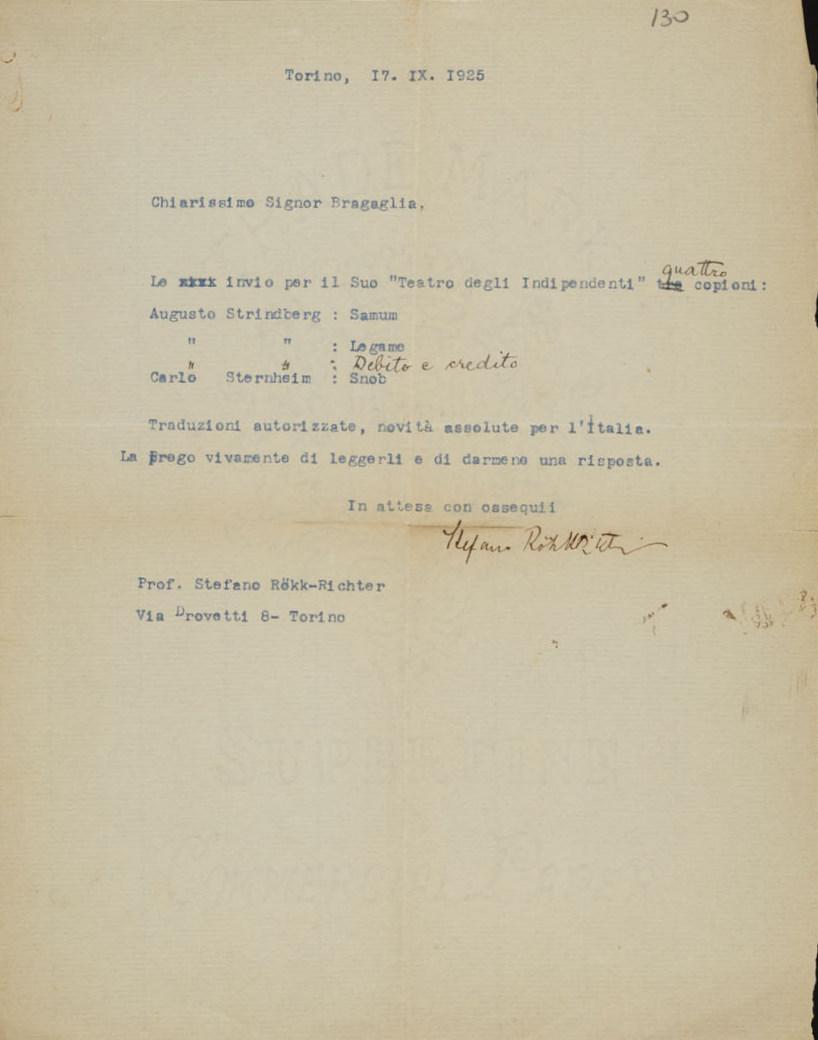 130
Torino, 17. IX. 1925
Chiarissimo Signor Bragaglia,
quattro
Le xxxx invio per il Suo "Teatro degli Indipendenti" tre copioni:
Augusto Strindberg : Samum
" " : Legame
" " : Debito e credito
Carlo Sternheim : Snob
Traduzioni autorizzate, novità assolute per l'Italia.
La prego vivamente di leggerli e di darmene una risposta.
In attesa con ossequii
Stefano Rökk-Richter
Prof. Stefano Rökk-Richter
Via Drovetti 8- Torino
SUPERFINE
COMMERCIAL PAPER